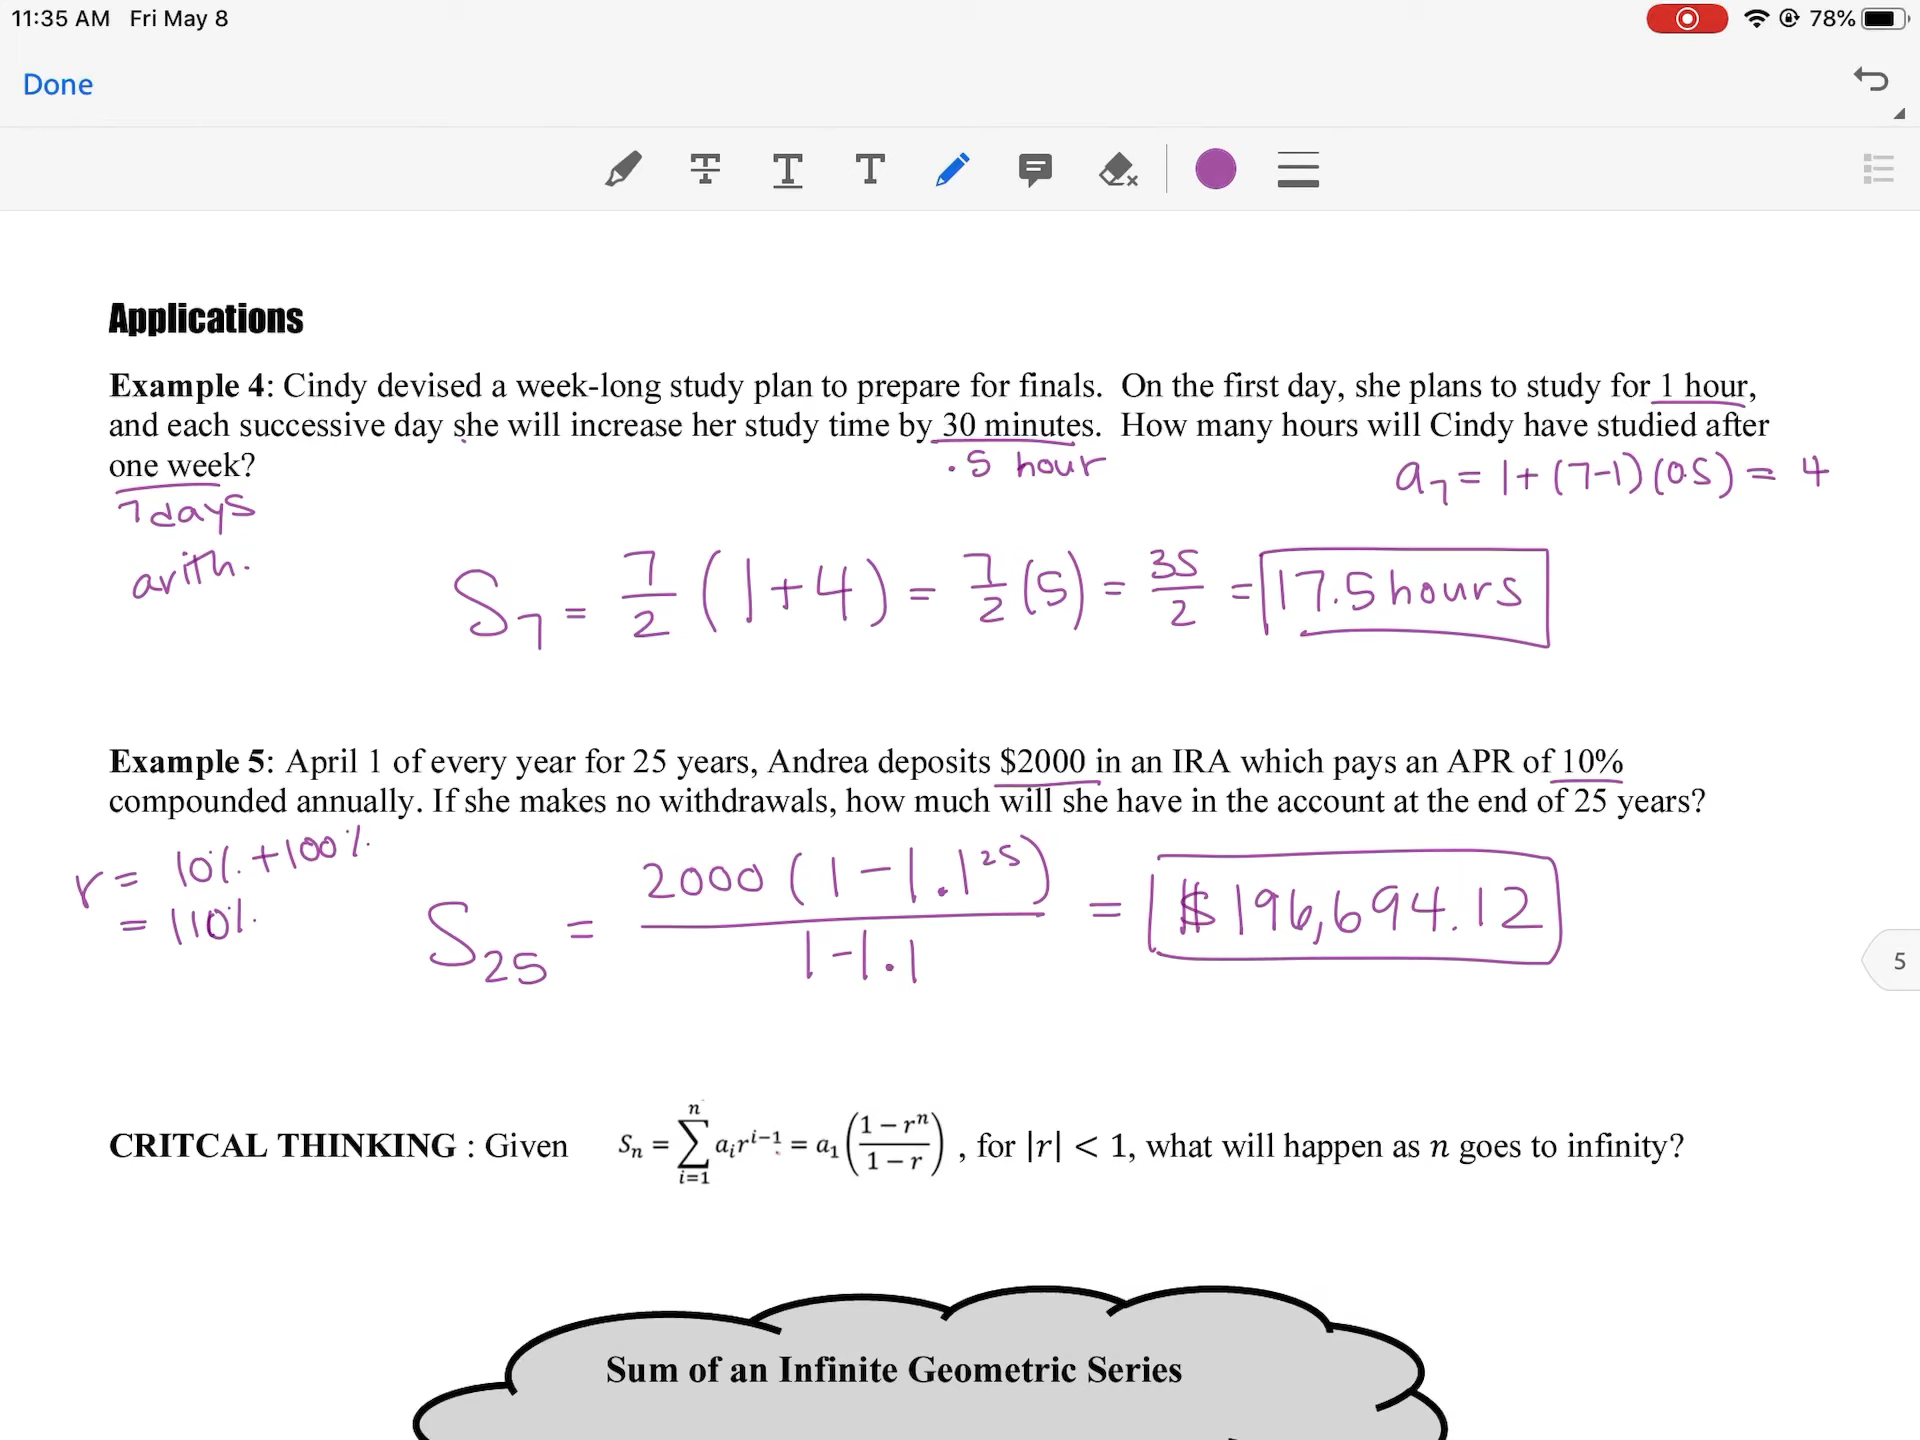 11:35 AM Fri May 8
78%
Done
T T T
Applications
Example 4: Cindy devised a week-long study plan to prepare for finals. On the first day, she plans to study for 1 hour,
and each successive day she will increase her study time by 30 minutes. How many hours will Cindy have studied after
one week?
.5 hour
a₇ = 1+(7-1)(0.5) = 4
7 days
arith.
S₇ = 7/2 (1+4) = 7/2 (5) = 35/2 = 17.5 hours
Example 5: April 1 of every year for 25 years, Andrea deposits $2000 in an IRA which pays an APR of 10%
compounded annually. If she makes no withdrawals, how much will she have in the account at the end of 25 years?
r = 10%+100%
= 110%
S₂₅ = 2000(1-1.1²⁵) / 1-1.1 = $196,694.12
5
CRITCAL THINKING : Given Sₙ = ∑ⁿᵢ₌₁ aᵢrⁱ⁻¹ = a₁((1−rⁿ)/(1−r)) , for |r| < 1, what will happen as n goes to infinity?
Sum of an Infinite Geometric Series